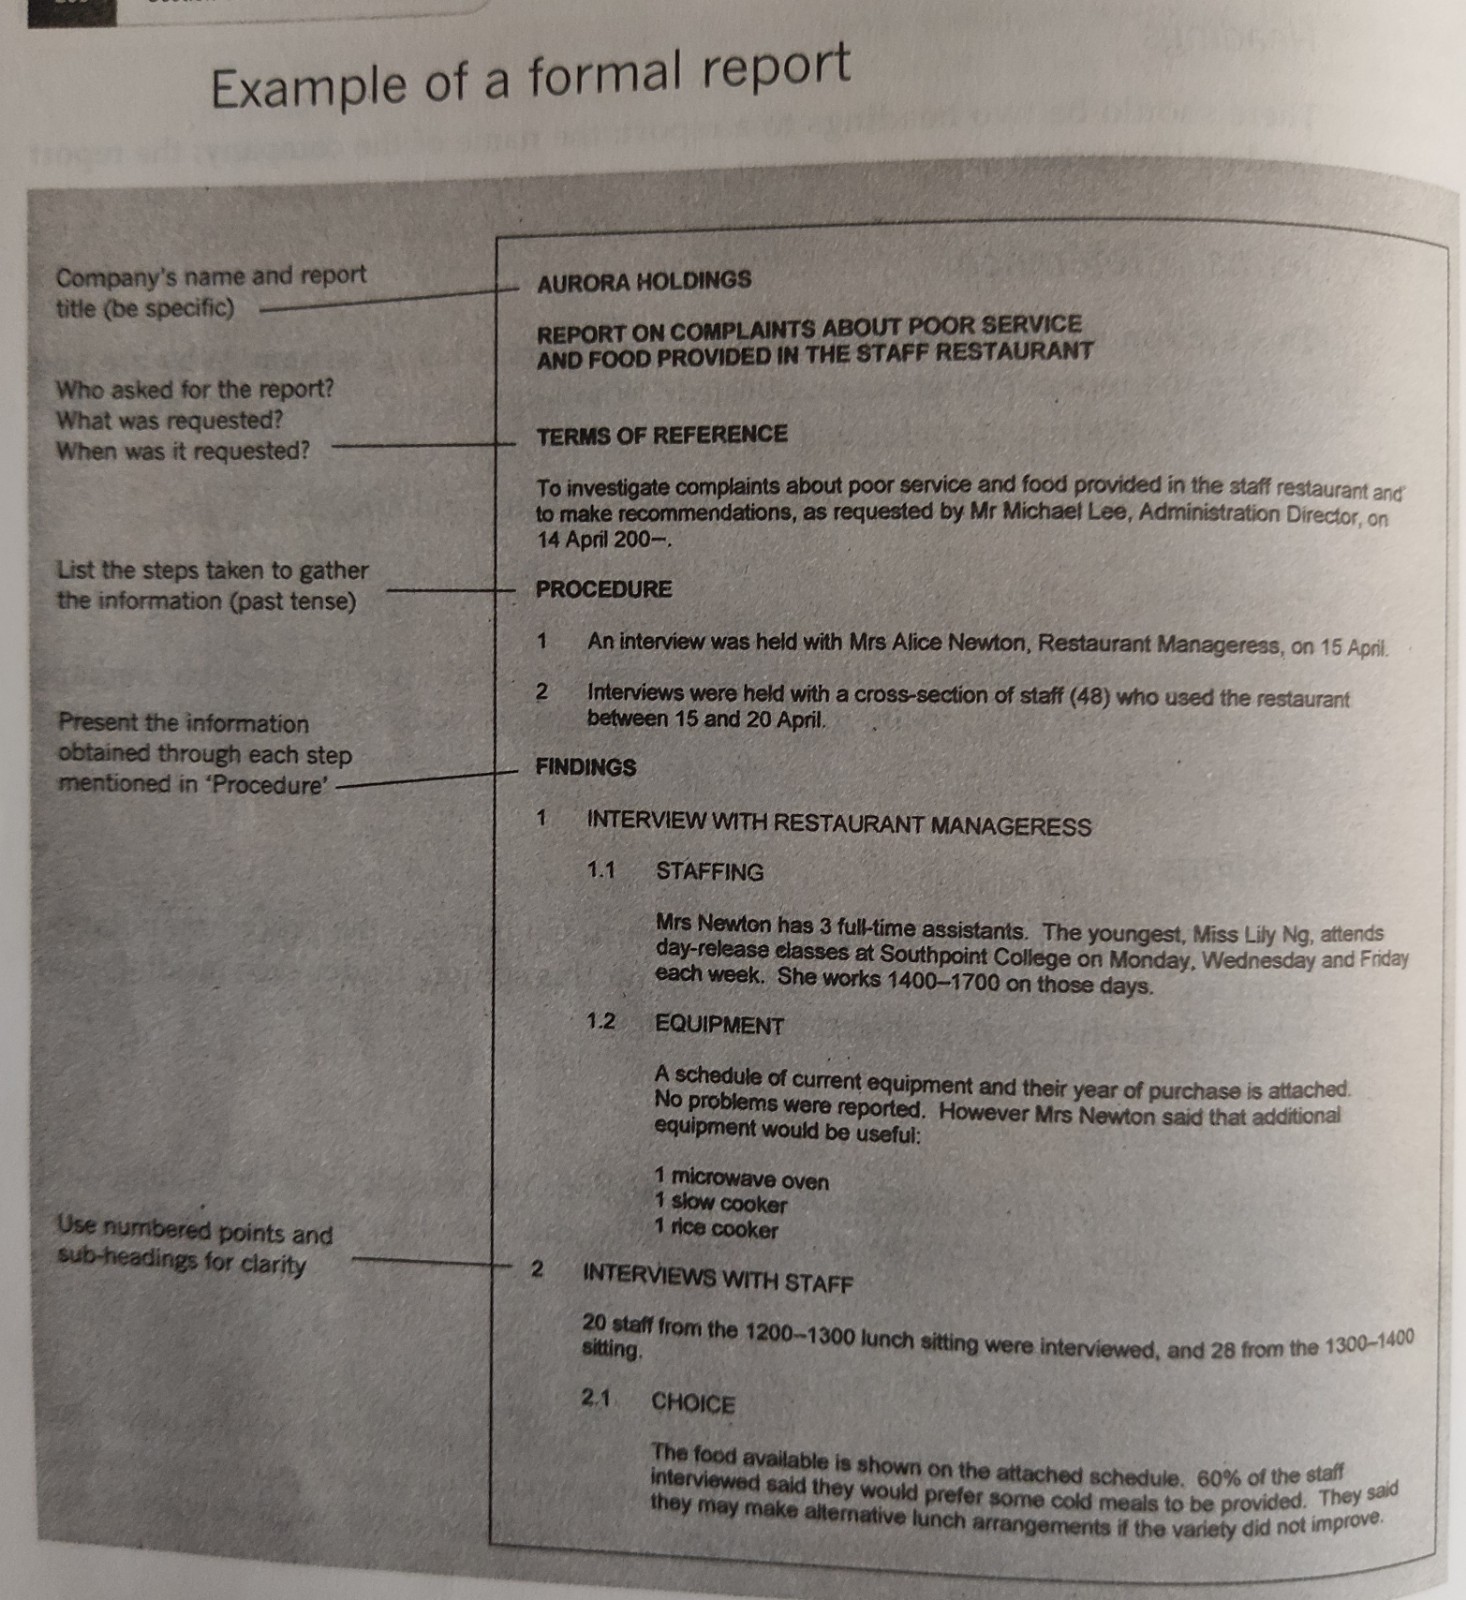 Example of a formal report
Company's name and report
title (be specific)
AURORA HOLDINGS
REPORT ON COMPLAINTS ABOUT POOR SERVICE
AND FOOD PROVIDED IN THE STAFF RESTAURANT
Who asked for the report?
What was requested?
When was it requested?
TERMS OF REFERENCE
To investigate complaints about poor service and food provided in the staff restaurant and
to make recommendations, as requested by Mr Michael Lee, Administration Director, on
14 April 200–.
List the steps taken to gather
the information (past tense)
PROCEDURE
1 An interview was held with Mrs Alice Newton, Restaurant Manageress, on 15 April.
2 Interviews were held with a cross-section of staff (48) who used the restaurant
between 15 and 20 April.
Present the information
obtained through each step
mentioned in ‘Procedure’
FINDINGS
1 INTERVIEW WITH RESTAURANT MANAGERESS
1.1 STAFFING
Mrs Newton has 3 full-time assistants. The youngest, Miss Lily Ng, attends
day-release classes at Southpoint College on Monday, Wednesday and Friday
each week. She works 1400–1700 on those days.
1.2 EQUIPMENT
A schedule of current equipment and their year of purchase is attached.
No problems were reported. However Mrs Newton said that additional
equipment would be useful:
1 microwave oven
1 slow cooker
1 rice cooker
Use numbered points and
sub-headings for clarity
2 INTERVIEWS WITH STAFF
20 staff from the 1200–1300 lunch sitting were interviewed, and 28 from the 1300–1400
sitting.
2.1 CHOICE
The food available is shown on the attached schedule. 60% of the staff
interviewed said they would prefer some cold meals to be provided. They said
they may make alternative lunch arrangements if the variety did not improve.